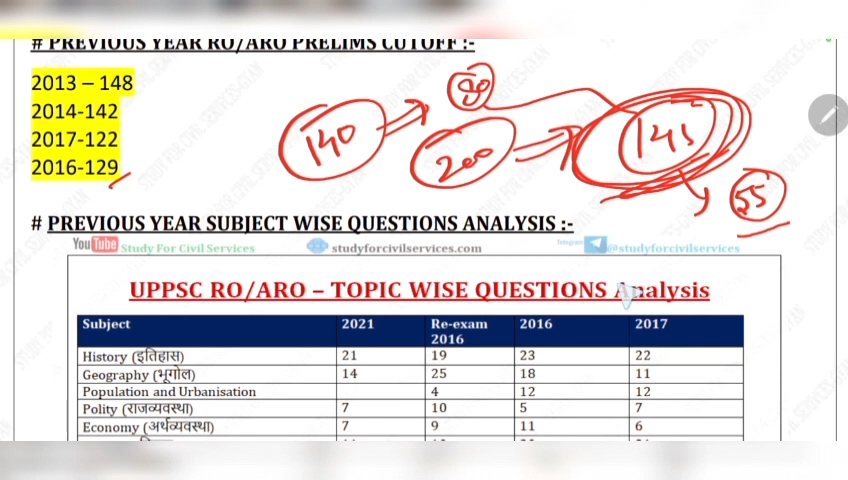 # PREVIOUS YEAR RO/ARO PRELIMS CUTOFF :-
2013 – 148
2014-142
2017-122
2016-129
140
90
200
145
55
# PREVIOUS YEAR SUBJECT WISE QUESTIONS ANALYSIS :-
YouTube Study For Civil Services studyforcivilservices.com Telegram @studyforcivilservices
UPPSC RO/ARO – TOPIC WISE QUESTIONS Analysis
Subject 2021 Re-exam 2016 2016 2017
History (इतिहास) 21 19 23 22
Geography (भूगोल) 14 25 18 11
Population and Urbanisation 4 12 12
Polity (राजव्यवस्था) 7 10 5 7
Economy (अर्थव्यवस्था) 7 9 11 6